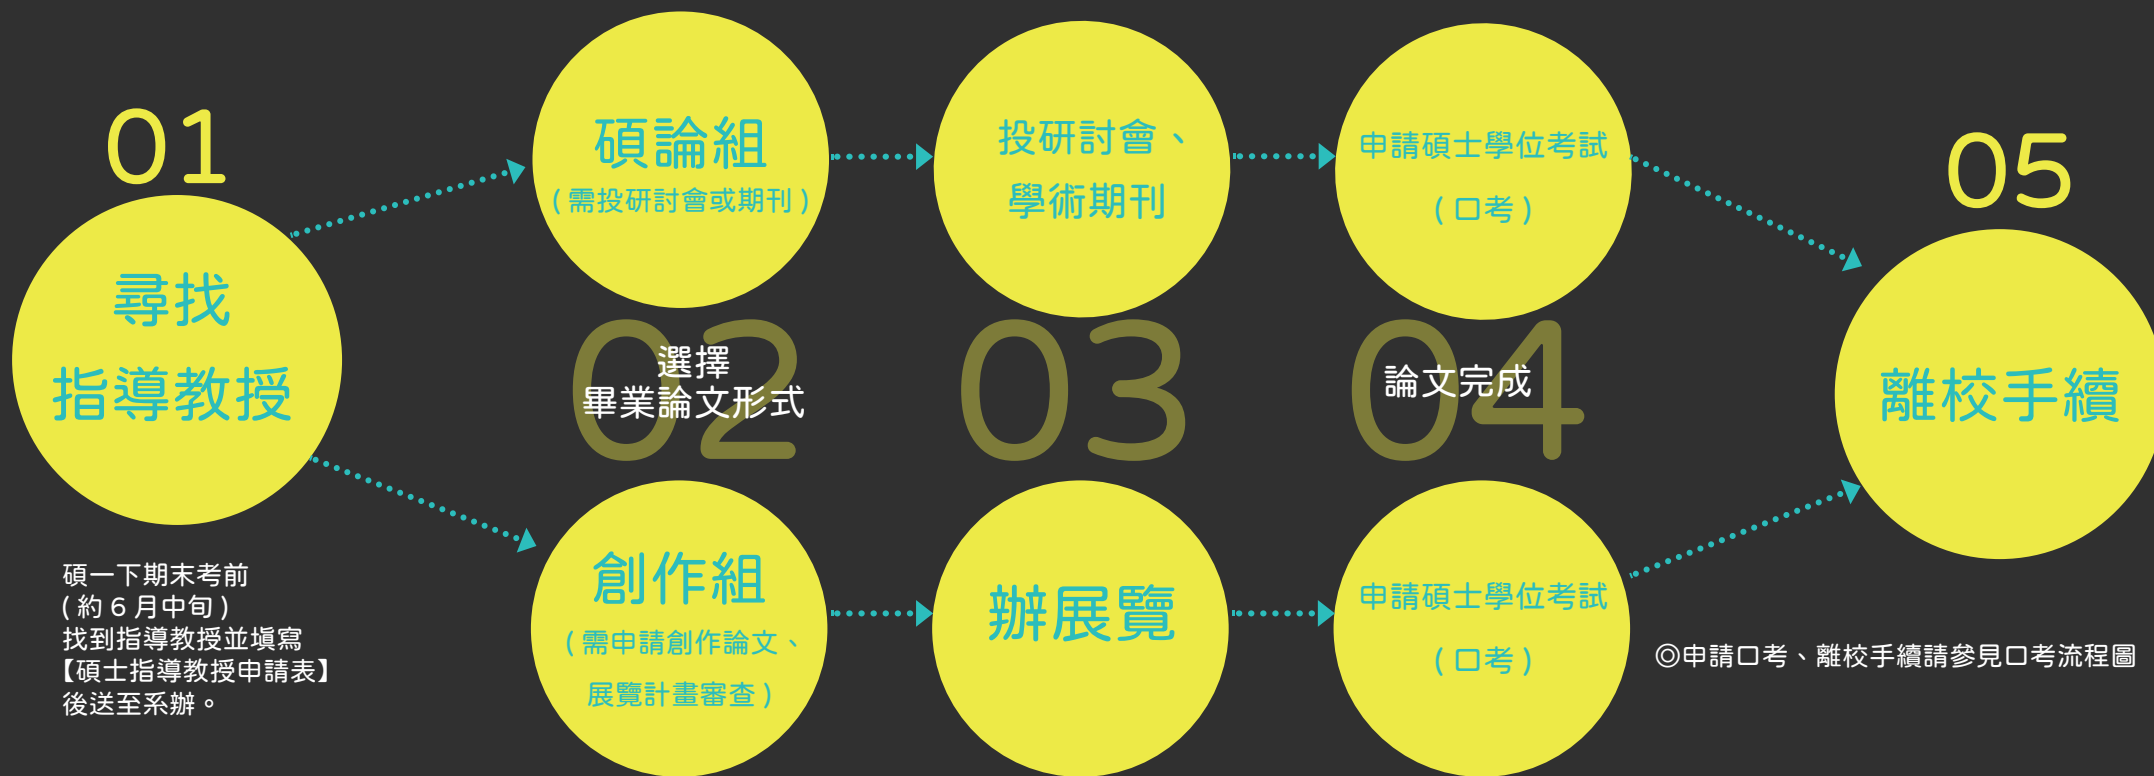 01
尋找
指導教授
碩一下期末考前
(約6月中旬)
找到指導教授並填寫
【碩士指導教授申請表】
後送至系辦。
02
選擇
畢業論文形式
碩論組
(需投研討會或期刊)
創作組
(需申請創作論文、
展覽計畫審查)
03
投研討會、
學術期刊
辦展覽
04
論文完成
申請碩士學位考試
(口考)
申請碩士學位考試
(口考)
05
離校手續
◎申請口考、離校手續請參見口考流程圖